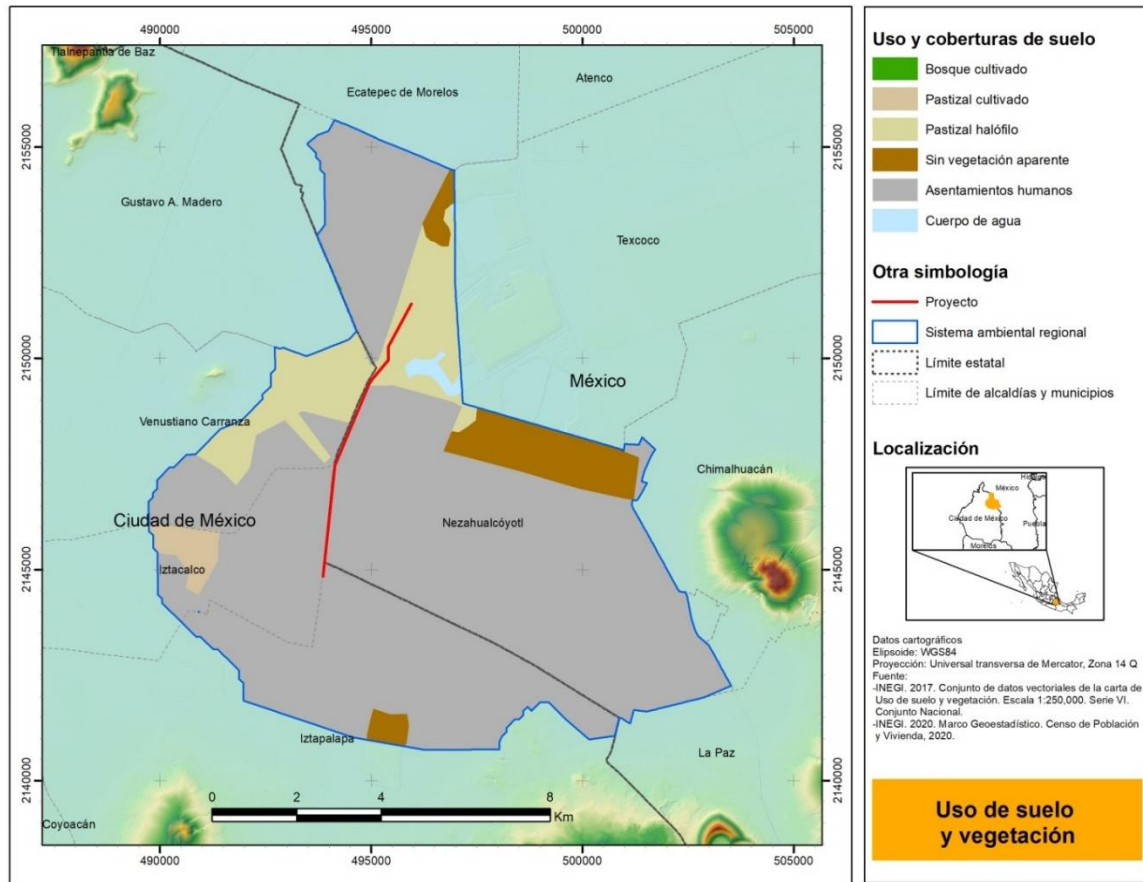 490000
495000
500000
505000
2155000
2150000
2145000
2140000
Tlalnepantla de Baz
Ecatepec de Morelos
Atenco
Gustavo A. Madero
Texcoco
México
Venustiano Carranza
Chimalhuacán
Ciudad de México
Nezahualcóyotl
Iztacalco
Iztapalapa
La Paz
Coyoacán
0 2 4 8
Km
2155000
2150000
2145000
2140000
490000
495000
500000
505000
Uso y coberturas de suelo
Bosque cultivado
Pastizal cultivado
Pastizal halófilo
Sin vegetación aparente
Asentamientos humanos
Cuerpo de agua
Otra simbología
Proyecto
Sistema ambiental regional
Límite estatal
Límite de alcaldías y municipios
Localización
México
Ciudad de México
Puebla
Morelos
Datos cartográficos
Elipsoide: WGS84
Proyección: Universal transversa de Mercator, Zona 14 Q
Fuente:
-INEGI. 2017. Conjunto de datos vectoriales de la carta de
Uso de suelo y vegetación. Escala 1:250,000. Serie VI.
Conjunto Nacional.
-INEGI. 2020. Marco Geoestadístico. Censo de Población
y Vivienda, 2020.
Uso de suelo
y vegetación